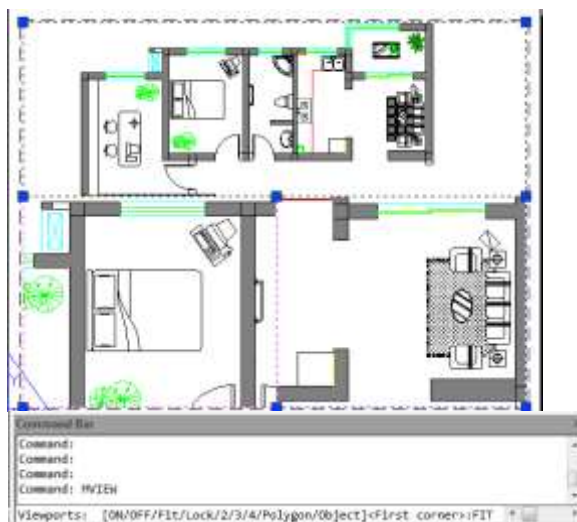 Command Bar
Command:
Command:
Command:
Command: MVIEW
Viewports: [ON/OFF/Fit/Lock/2/3/4/Polygon/Object]<First corner>:FIT